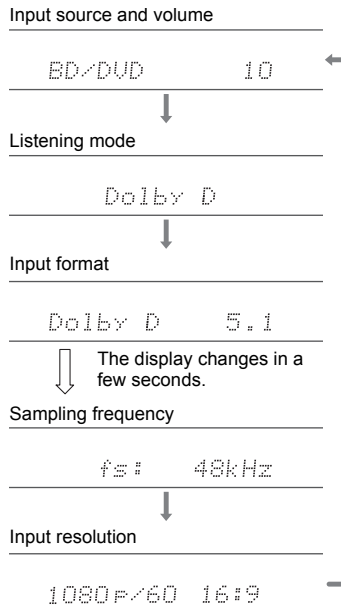 Input source and volume
BD/DVD 10
Listening mode
Dolby D
Input format
Dolby D 5.1
The display changes in a
few seconds.
Sampling frequency
fs: 48kHz
Input resolution
1080p/60 16:9